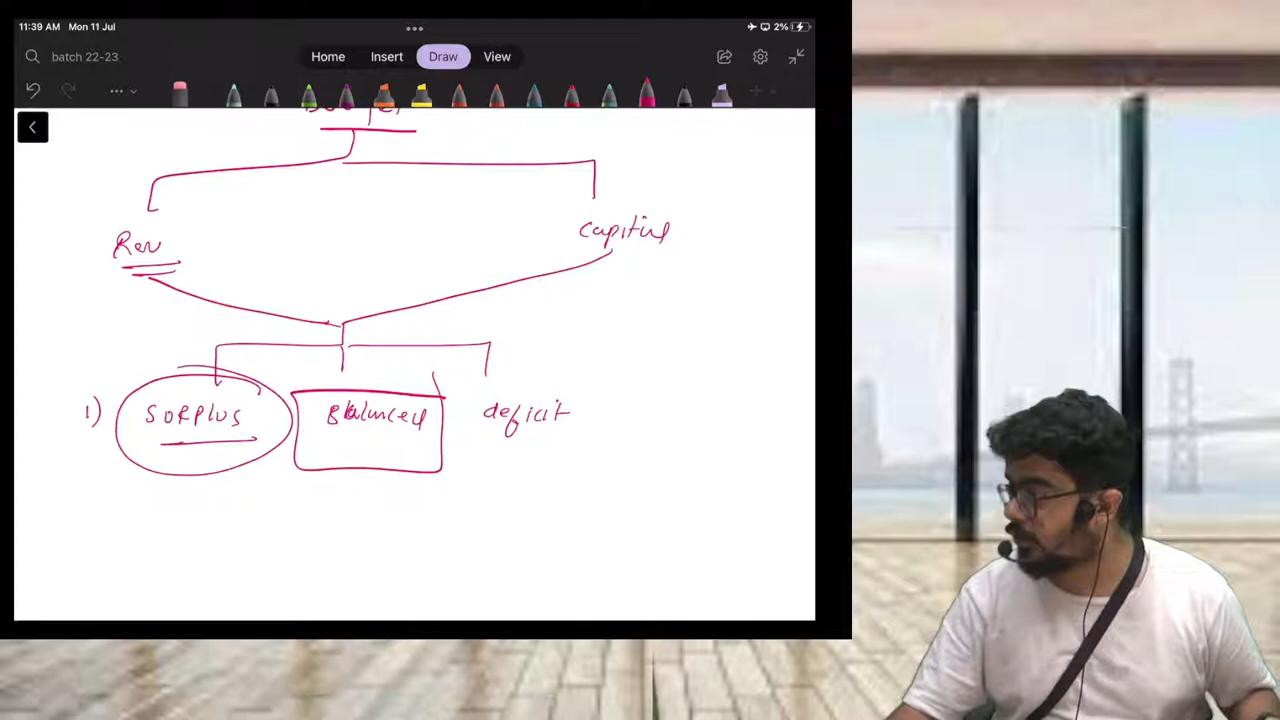 11:39 AM Mon 11 Jul
2%
batch 22-23
Home Insert Draw View
Rev
capital
1) SORPLUS Balanced deficit